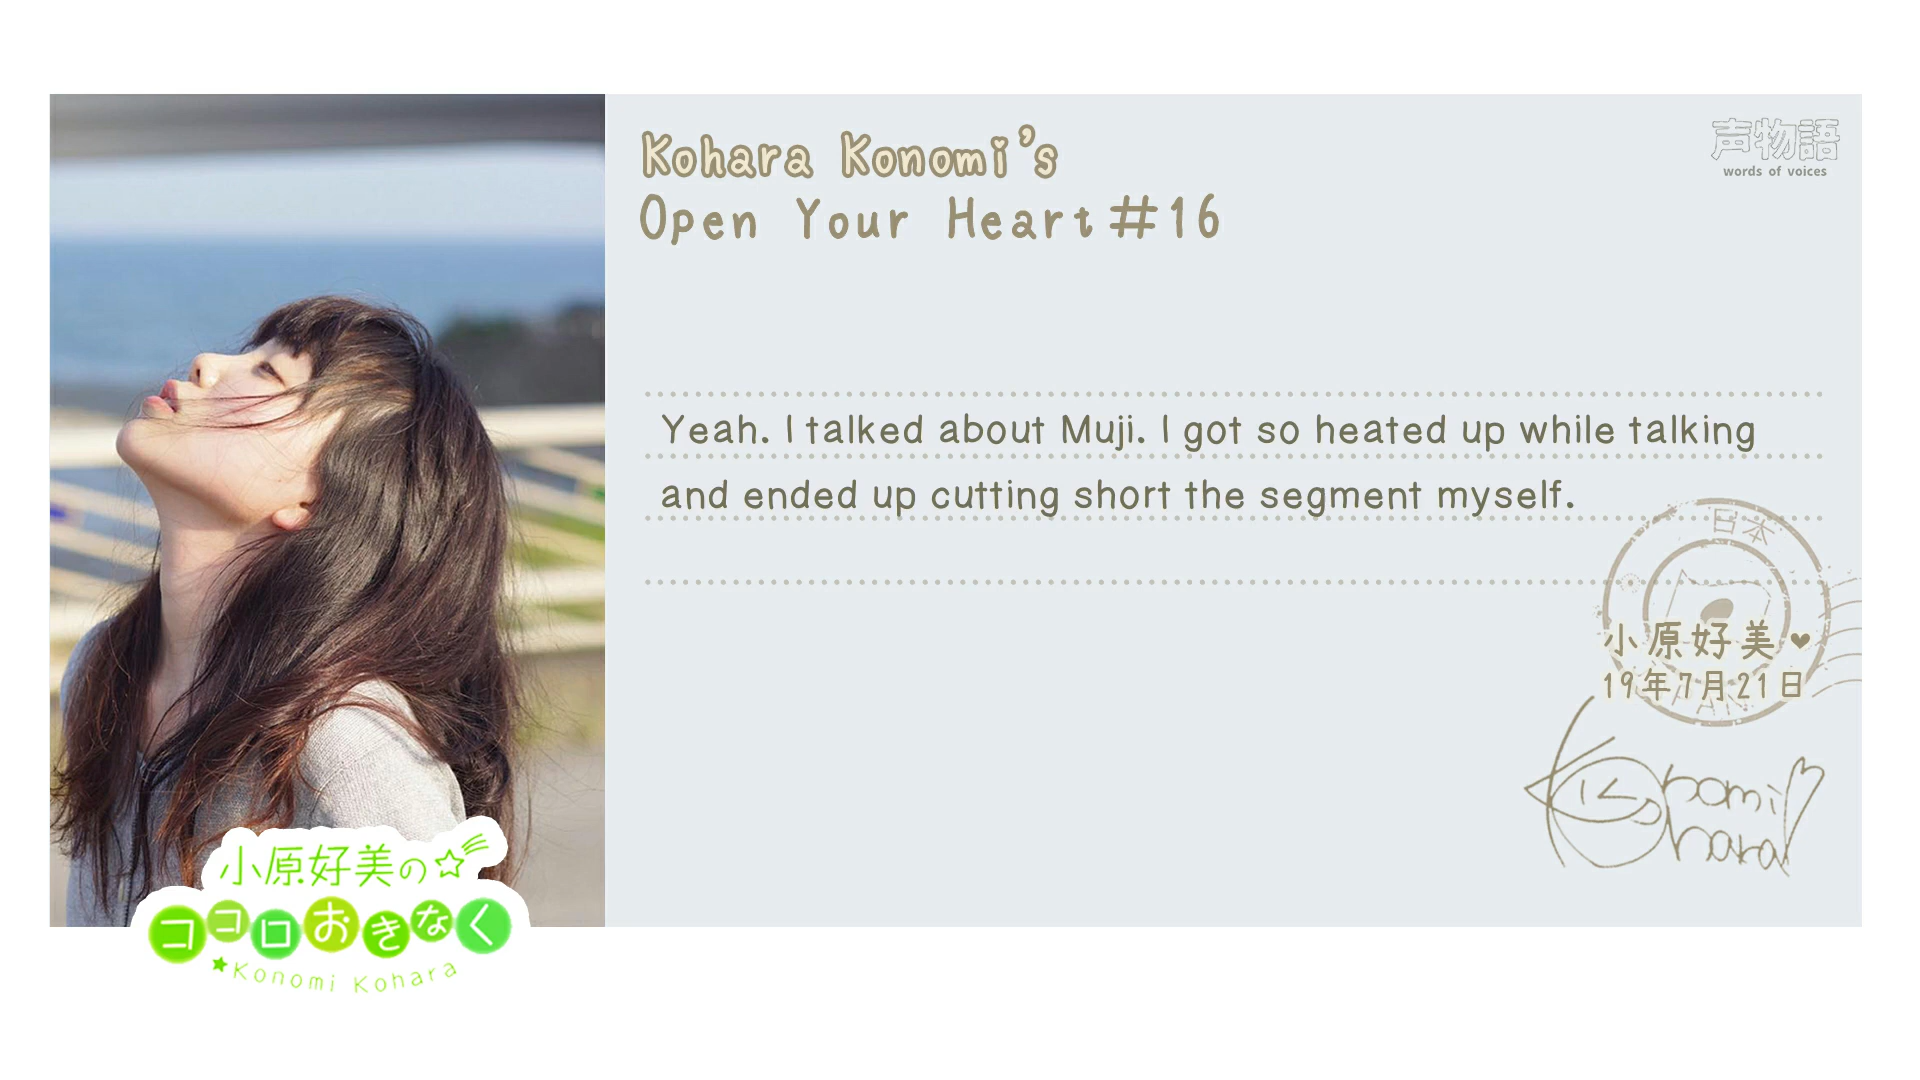 Kohara Konomi's
Open Your Heart#16
声物語
words of voices
Yeah. I talked about Muji. I got so heated up while talking
and ended up cutting short the segment myself.
日本
小原好美❤
19年7月21日
JAPAN
Konomi
Kohara
小原好美の☆
ココロおきなく
★Konomi Kohara